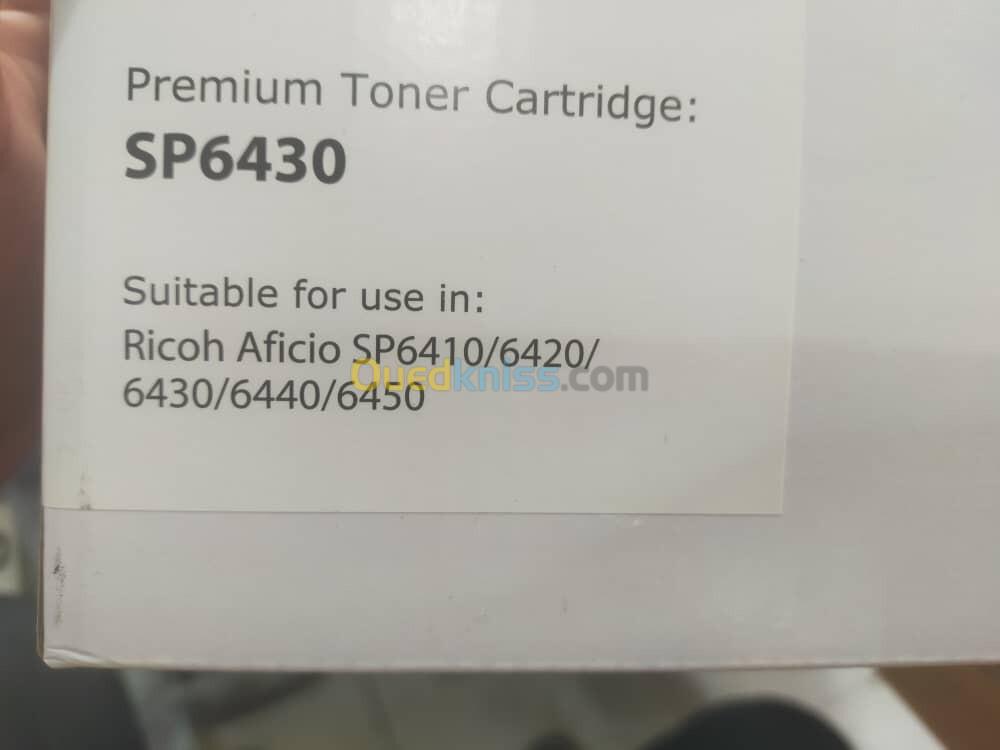 Premium Toner Cartridge:
SP6430
Suitable for use in:
Ricoh Aficio SP6410/6420/
6430/6440/6450
Ouedkniss.com